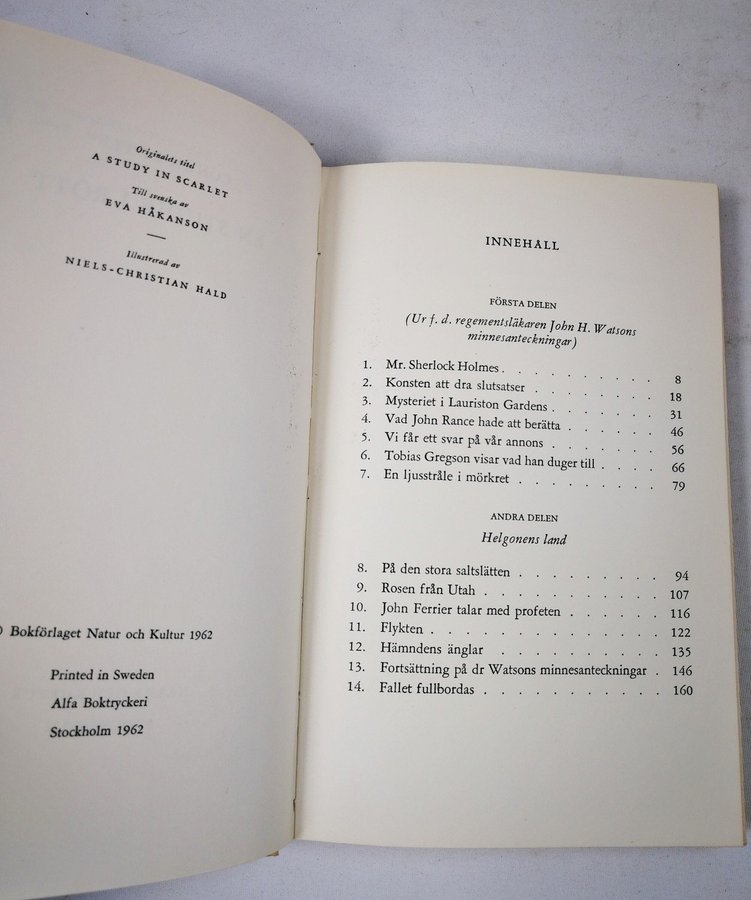 Originalets titel
A STUDY IN SCARLET
Till svenska av
EVA HÅKANSON
Illustrerad av
NIELS-CHRISTIAN HALD
Bokförlaget Natur och Kultur 1962
Printed in Sweden
Alfa Boktryckeri
Stockholm 1962
INNEHÅLL
FÖRSTA DELEN
(Ur f. d. regementsläkaren John H. Watsons
minnesanteckningar)
1. Mr. Sherlock Holmes . . . . . . . . 8
2. Konsten att dra slutsatser . . . . . . . 18
3. Mysteriet i Lauriston Gardens . . . . . . 31
4. Vad John Rance hade att berätta . . . . . 46
5. Vi får ett svar på vår annons . . . . . . 56
6. Tobias Gregson visar vad han duger till . . . . 66
7. En ljusstråle i mörkret . . . . . . . . 79
ANDRA DELEN
Helgonens land
8. På den stora saltslätten . . . . . . . . 94
9. Rosen från Utah . . . . . . . . . . 107
10. John Ferrier talar med profeten . . . . . . 116
11. Flykten . . . . . . . . . . . . 122
12. Hämndens änglar . . . . . . . . . . 135
13. Fortsättning på dr Watsons minnesanteckningar . 146
14. Fallet fullbordas . . . . . . . . . . 160